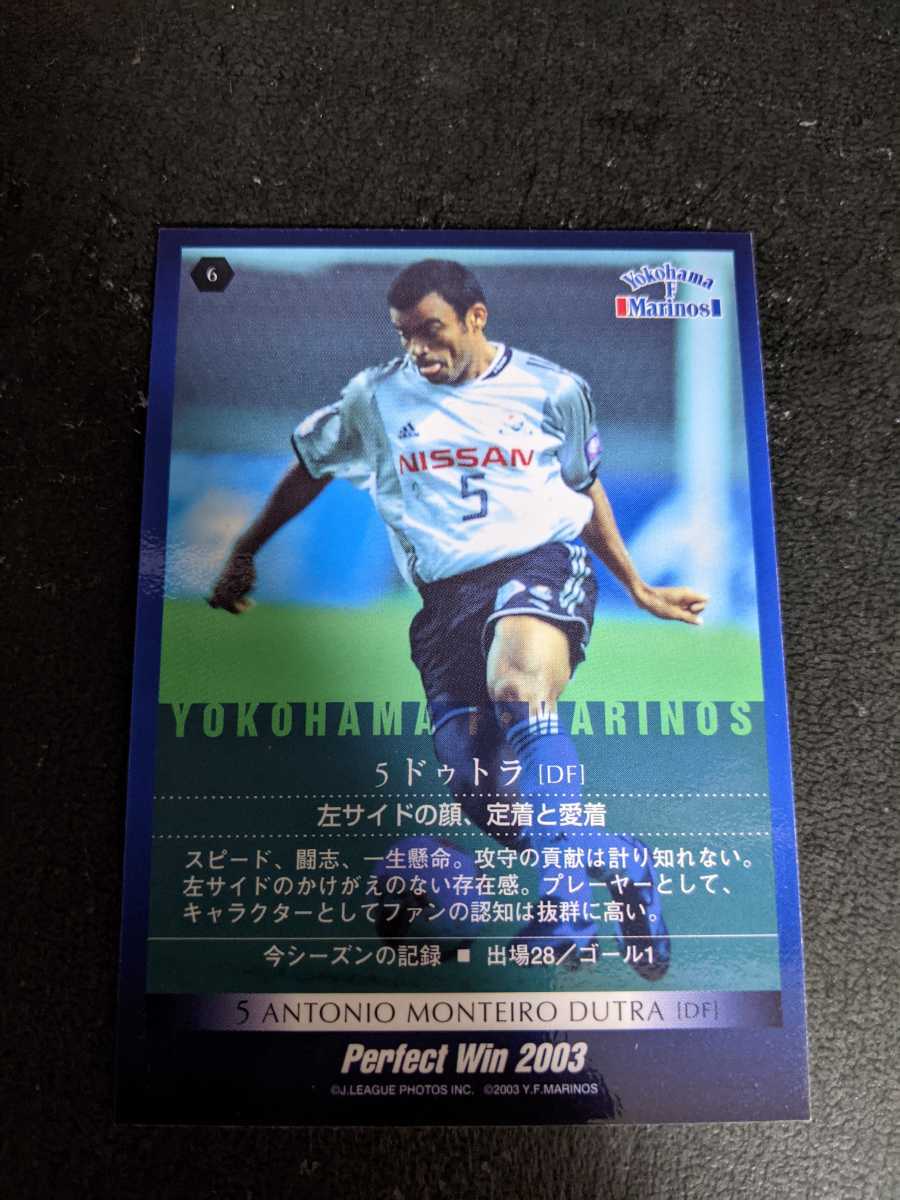 6
Yokohama
F
Marinos
NISSAN
5
YOKOHAMA F・MARINOS
5 ドゥトラ [DF]
左サイドの顔、定着と愛着
スピード、闘志、一生懸命。攻守の貢献は計り知れない。
左サイドのかけがえのない存在感。プレーヤーとして、
キャラクターとしてファンの認知は抜群に高い。
今シーズンの記録 ■ 出場28／ゴール1
5 ANTONIO MONTEIRO DUTRA [DF]
Perfect Win 2003
©J.LEAGUE PHOTOS INC. ©2003 Y.F.MARINOS